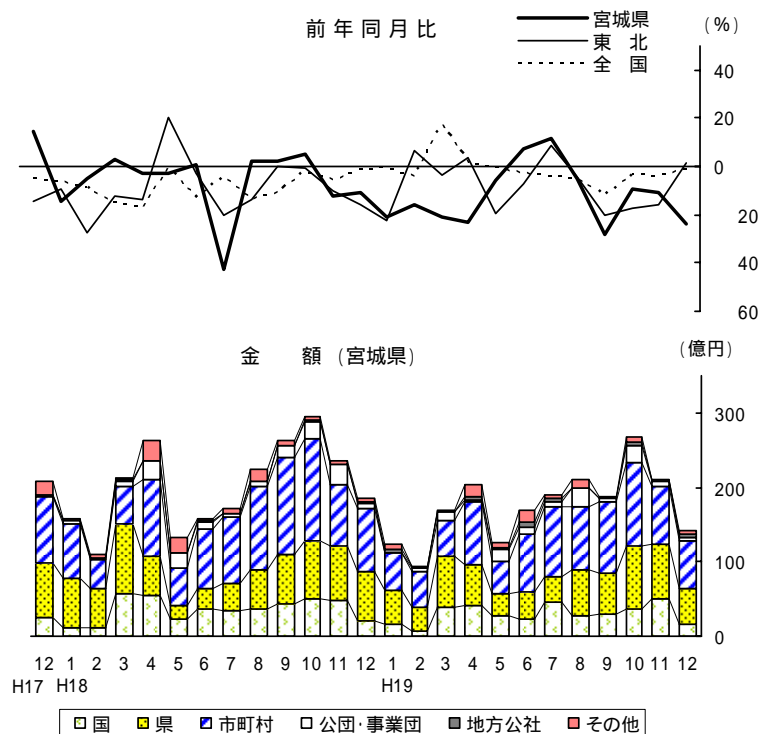 前年同月比
宮城県
東 北
全 国
(%)
40
20
0
20
40
60
金 額 (宮城県)
(億円)
300
200
100
0
12 1 2 3 4 5 6 7 8 9 10 11 12 1 2 3 4 5 6 7 8 9 10 11 12
H17 H18 H19
国 県 市町村 公団・事業団 地方公社 その他